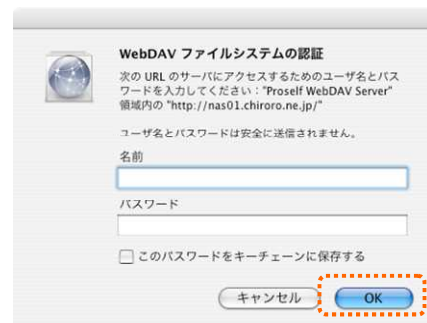 WebDAV ファイルシステムの認証
次の URL のサーバにアクセスするためのユーザ名とパス
ワードを入力してください："Proself WebDAV Server"
領域内の "http://nas01.chiroro.ne.jp/"
ユーザ名とパスワードは安全に送信されません。
名前
パスワード
このパスワードをキーチェーンに保存する
キャンセル
OK